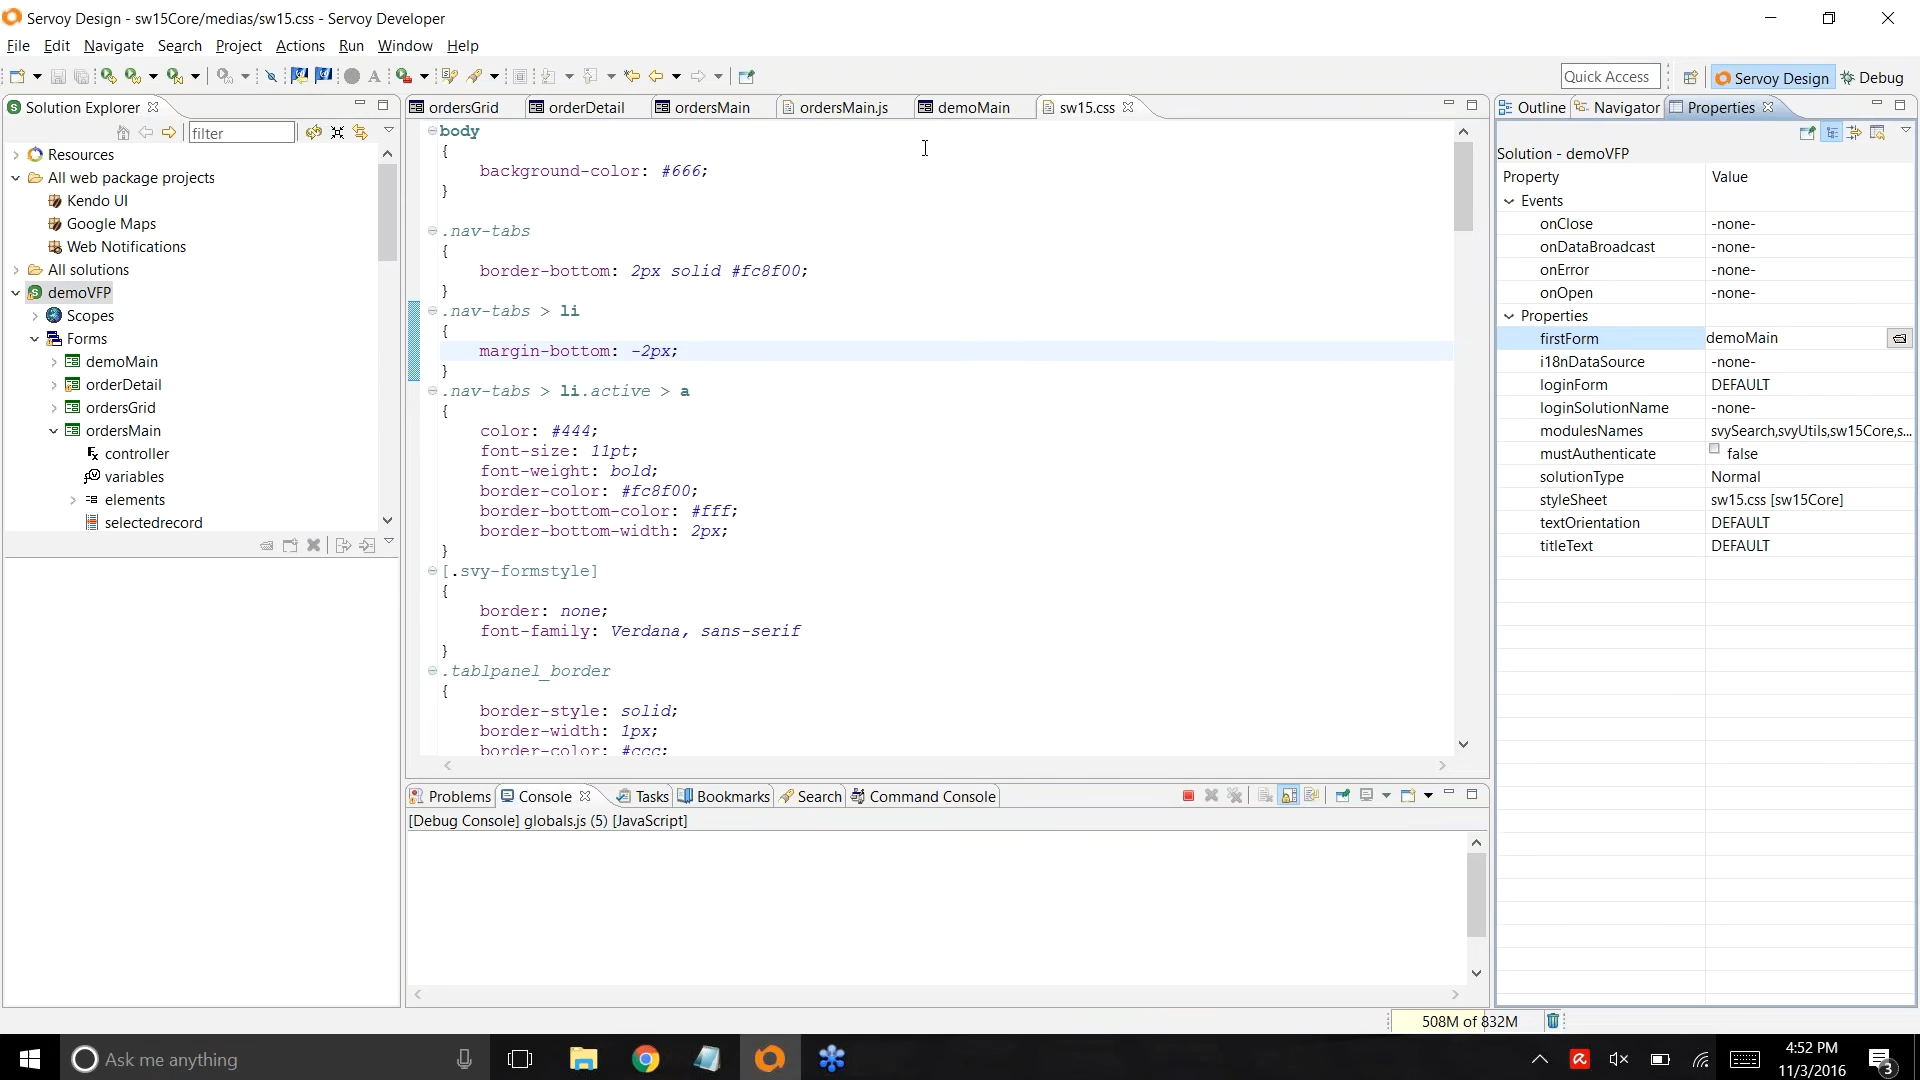 Servoy Design - sw15Core/medias/sw15.css - Servoy Developer
File Edit Navigate Search Project Actions Run Window Help
Quick Access
Servoy Design
Debug
Solution Explorer
filter
Resources
All web package projects
Kendo UI
Google Maps
Web Notifications
All solutions
demoVFP
Scopes
Forms
demoMain
orderDetail
ordersGrid
ordersMain
controller
variables
elements
selectedrecord
ordersGrid
orderDetail
ordersMain
ordersMain.js
demoMain
sw15.css
body
{
background-color: #666;
}
.nav-tabs
{
border-bottom: 2px solid #fc8f00;
}
.nav-tabs > li
{
margin-bottom: -2px;
}
.nav-tabs > li.active > a
{
color: #444;
font-size: 11pt;
font-weight: bold;
border-color: #fc8f00;
border-bottom-color: #fff;
border-bottom-width: 2px;
}
[.svy-formstyle]
{
border: none;
font-family: Verdana, sans-serif
}
.tablpanel_border
{
border-style: solid;
border-width: 1px;
border-color: #ccc;
Problems
Console
Tasks
Bookmarks
Search
Command Console
[Debug Console] globals.js (5) [JavaScript]
Outline
Navigator
Properties
Solution - demoVFP
Property Value
Events
onClose -none-
onDataBroadcast -none-
onError -none-
onOpen -none-
Properties
firstForm demoMain
i18nDataSource -none-
loginForm DEFAULT
loginSolutionName -none-
modulesNames svySearch,svyUtils,sw15Core,s...
mustAuthenticate false
solutionType Normal
styleSheet sw15.css [sw15Core]
textOrientation DEFAULT
titleText DEFAULT
508M of 832M
Ask me anything
4:52 PM
11/3/2016
3